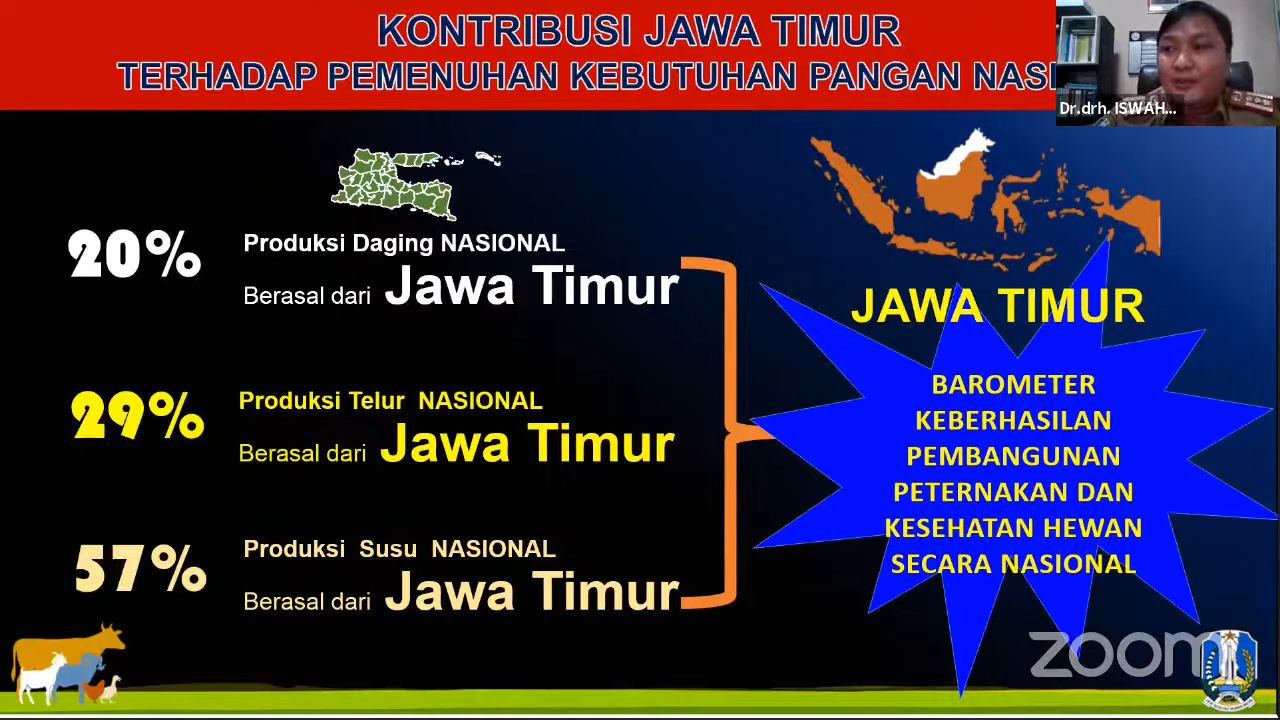 KONTRIBUSI JAWA TIMUR
TERHADAP PEMENUHAN KEBUTUHAN PANGAN
Dr.drh. ISWAH...
20%
Produksi Daging NASIONAL
Berasal dari Jawa Timur
29%
Produksi Telur NASIONAL
Berasal dari Jawa Timur
57%
Produksi Susu NASIONAL
Berasal dari Jawa Timur
JAWA TIMUR
BAROMETER
KEBERHASILAN
PEMBANGUNAN
PETERNAKAN DAN
KESEHATAN HEWAN
SECARA NASIONAL
zoom